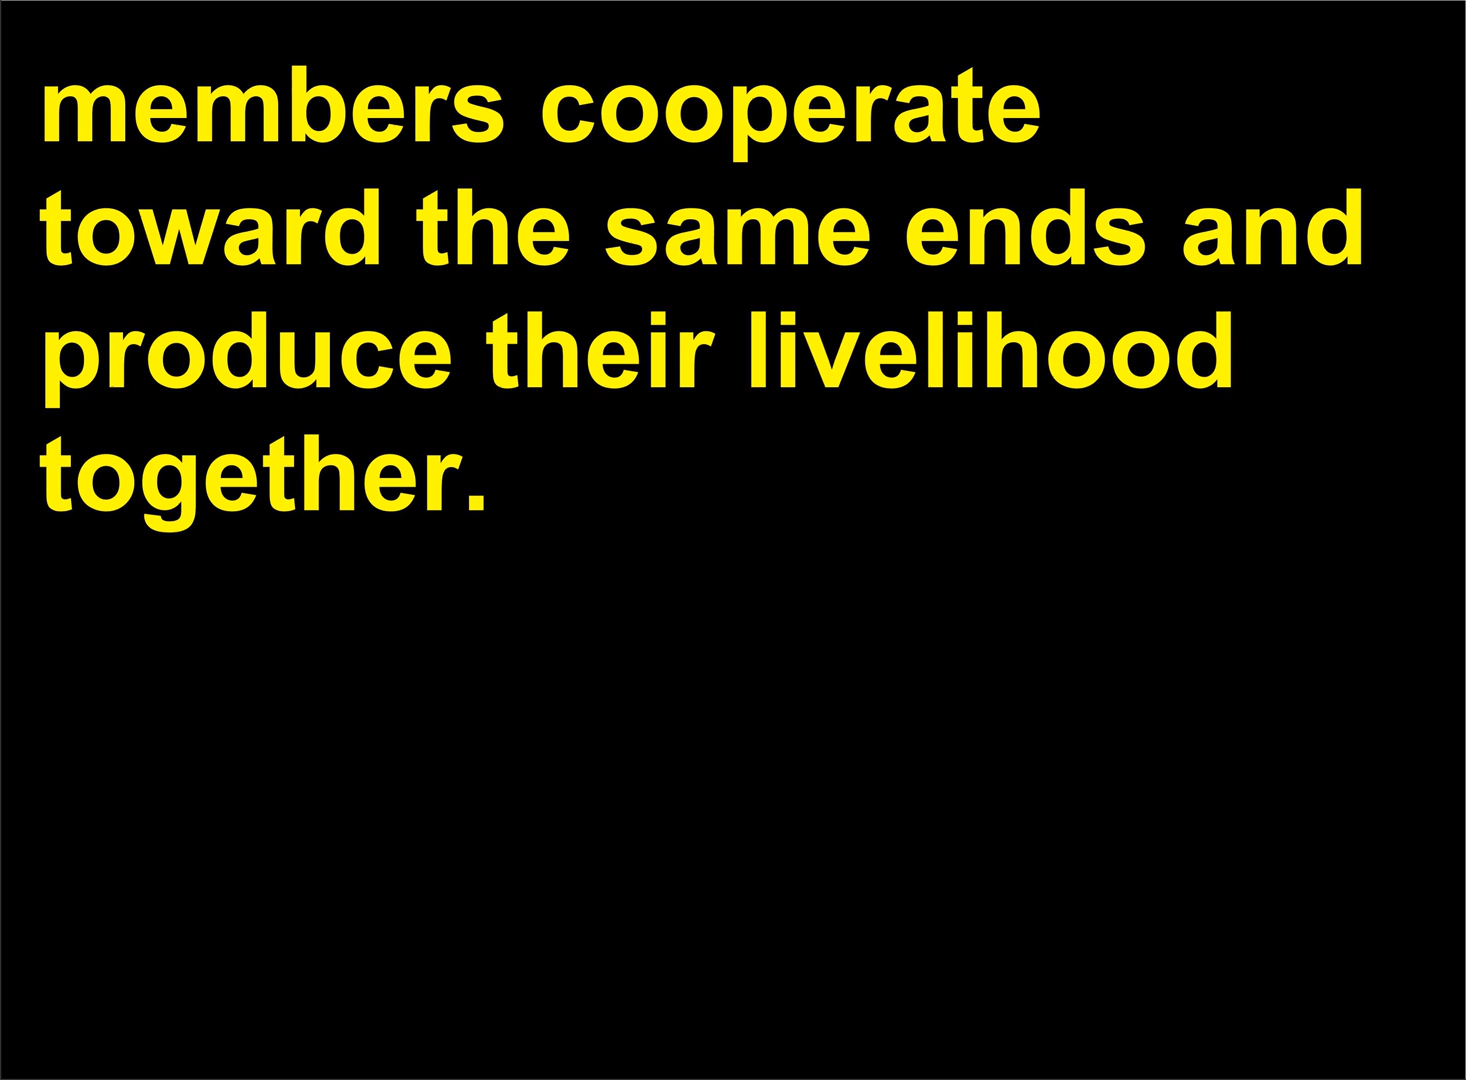 members cooperate
toward the same ends and
produce their livelihood
together.